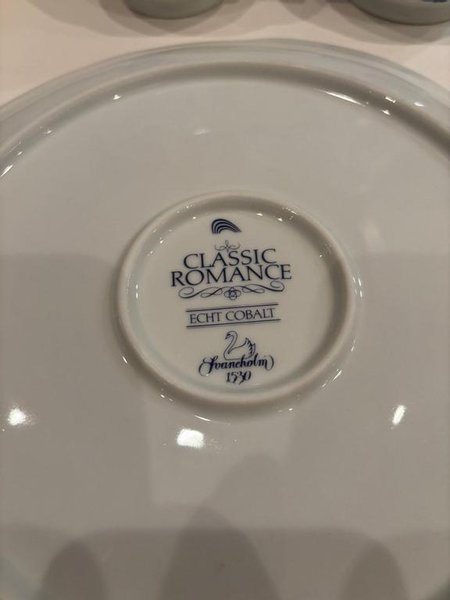 CLASSIC
ROMANCE
ECHT COBALT
Svaneholm
1530